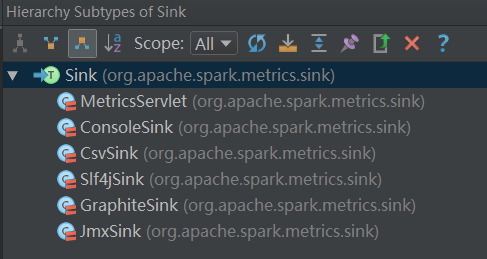 Hierarchy Subtypes of Sink
Scope: All
Sink (org.apache.spark.metrics.sink)
MetricsServlet (org.apache.spark.metrics.sink)
ConsoleSink (org.apache.spark.metrics.sink)
CsvSink (org.apache.spark.metrics.sink)
Slf4jSink (org.apache.spark.metrics.sink)
GraphiteSink (org.apache.spark.metrics.sink)
JmxSink (org.apache.spark.metrics.sink)